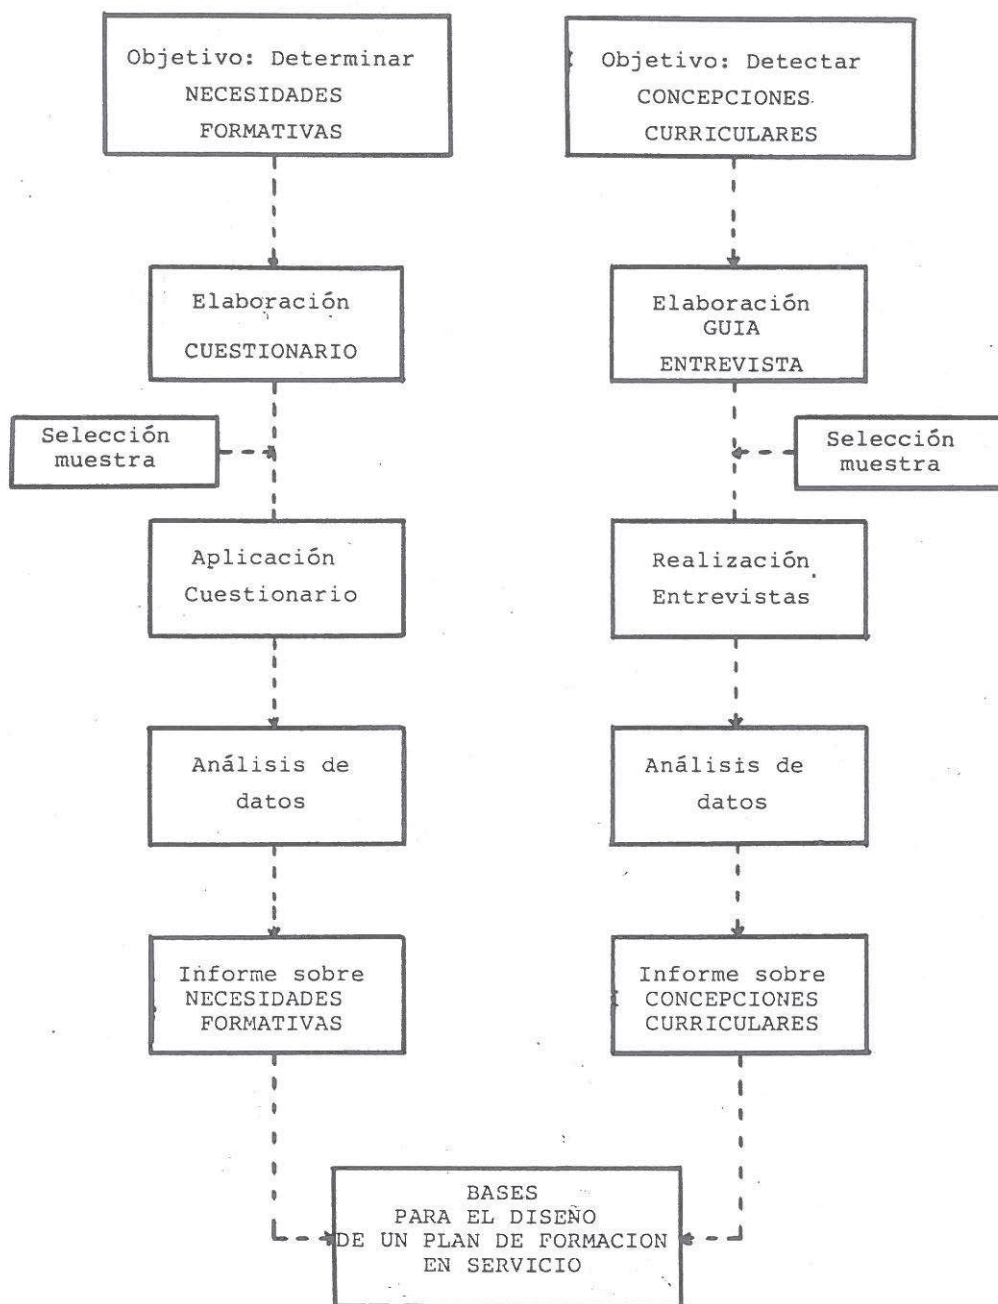 Objetivo: Determinar
NECESIDADES
FORMATIVAS
Objetivo: Detectar
CONCEPCIONES
CURRICULARES
Elaboración
CUESTIONARIO
Elaboración
GUIA
ENTREVISTA
Selección
muestra
Selección
muestra
Aplicación
Cuestionario
Realización
Entrevistas
Análisis de
datos
Análisis de
datos
Informe sobre
NECESIDADES
FORMATIVAS
Informe sobre
CONCEPCIONES
CURRICULARES
BASES
PARA EL DISEÑO
DE UN PLAN DE FORMACION
EN SERVICIO